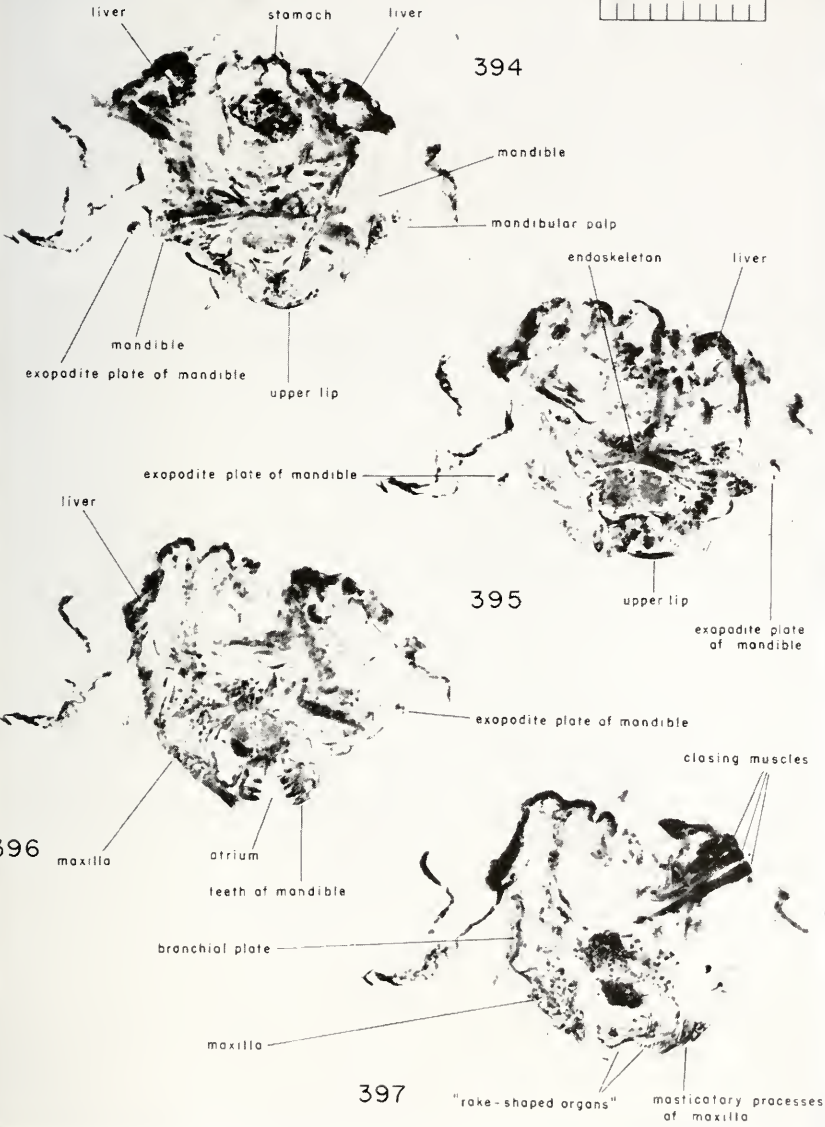 liver
stomach
liver
394
mandible
mandibular palp
endoskeleton
liver
mandible
exopodite plate of mandible
upper lip
exopodite plate of mandible
liver
395
upper lip
exopodite plate
of mandible
exopodite plate of mandible
closing muscles
396
maxilla
atrium
teeth of mandible
branchial plate
maxilla
397
"rake-shaped organs"
masticatory processes
of maxilla